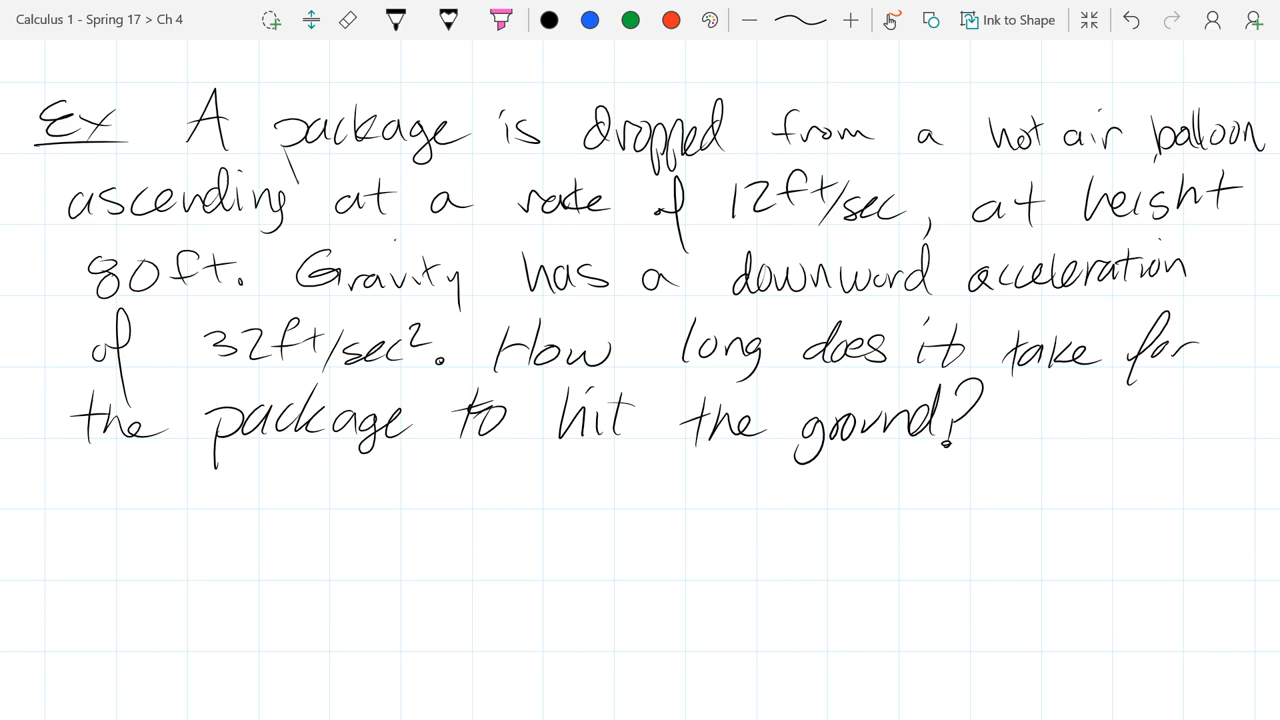 Calculus 1 - Spring 17 > Ch 4
Ink to Shape
Ex A package is dropped from a hot air balloon
ascending at a rate of 12ft/sec, at height
80ft. Gravity has a downward acceleration
of 32ft/sec². How long does it take for
the package to hit the ground?